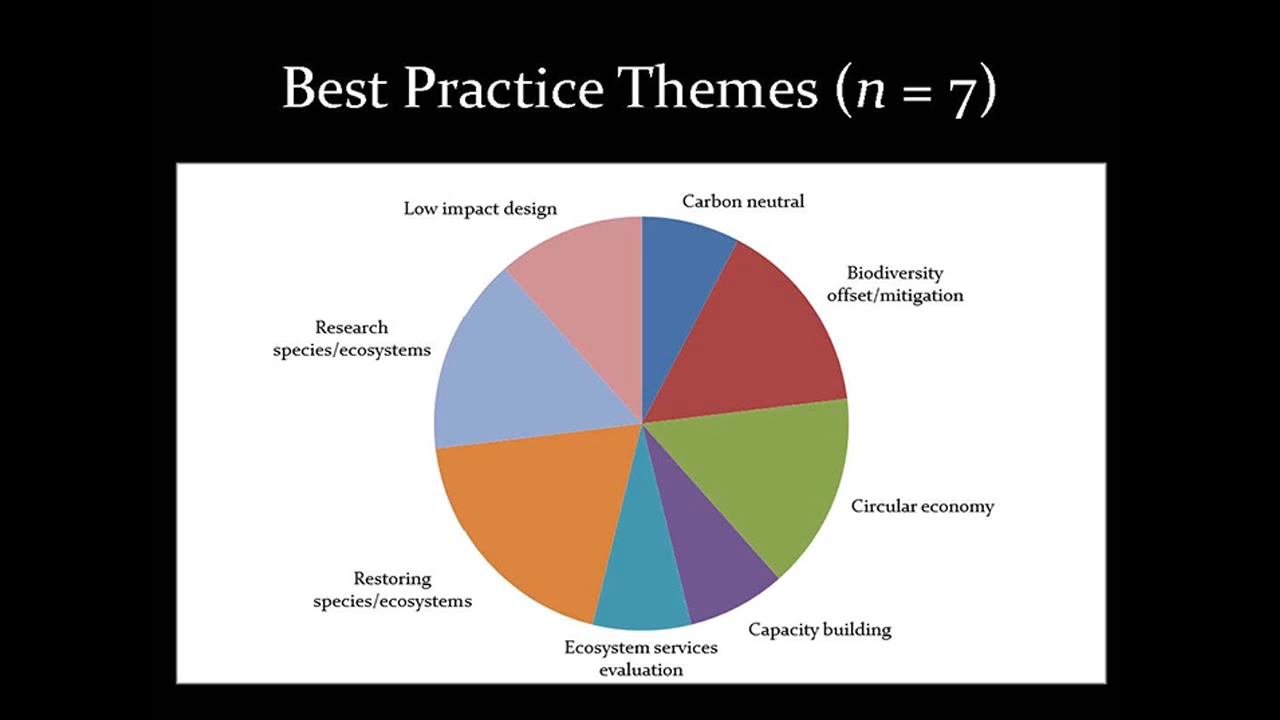 Best Practice Themes (n = 7)
Low impact design
Carbon neutral
Biodiversity
offset/mitigation
Research
species/ecosystems
Circular economy
Restoring
species/ecosystems
Capacity building
Ecosystem services
evaluation